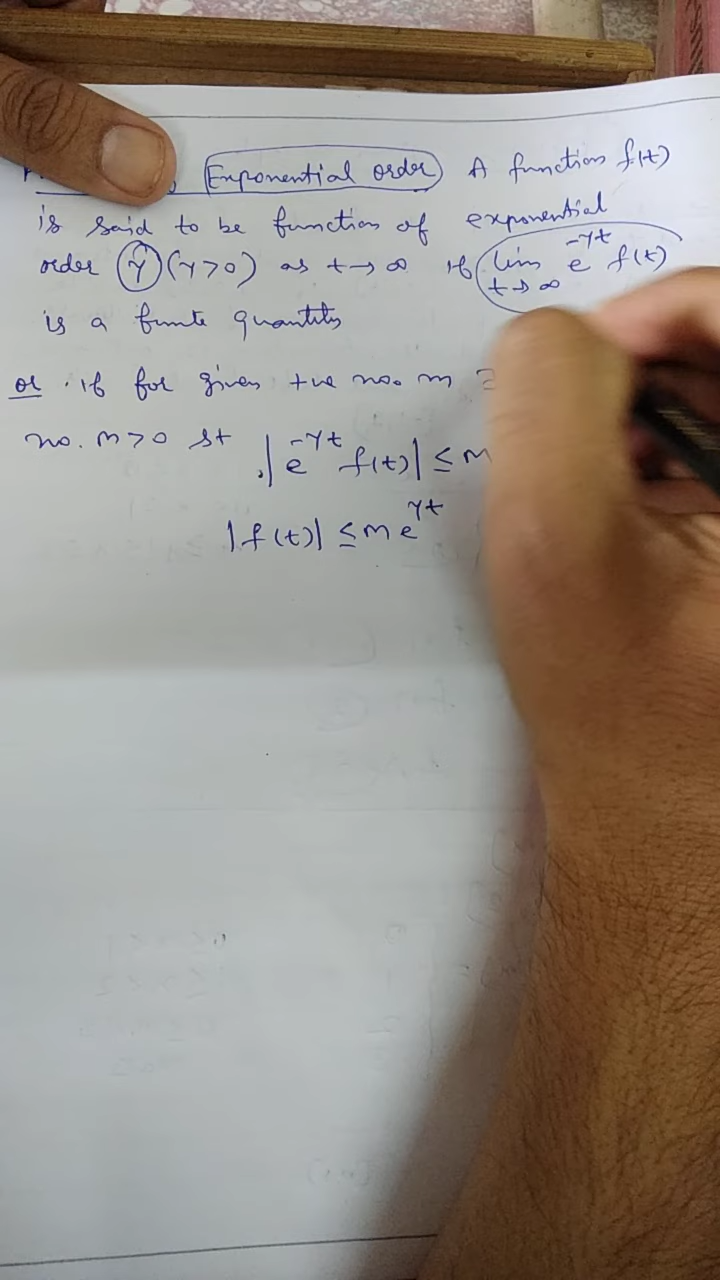 Exponential order A function f(t)
is said to be function of exponential
order γ (γ>0) as t→∞ if lim t→∞ e^{-γt} f(t)
is a finite quantity
or if for given +ve no. m ∃
no. m>0 st |e^{-γt} f(t)| ≤ m
|f(t)| ≤ m e^{γt}